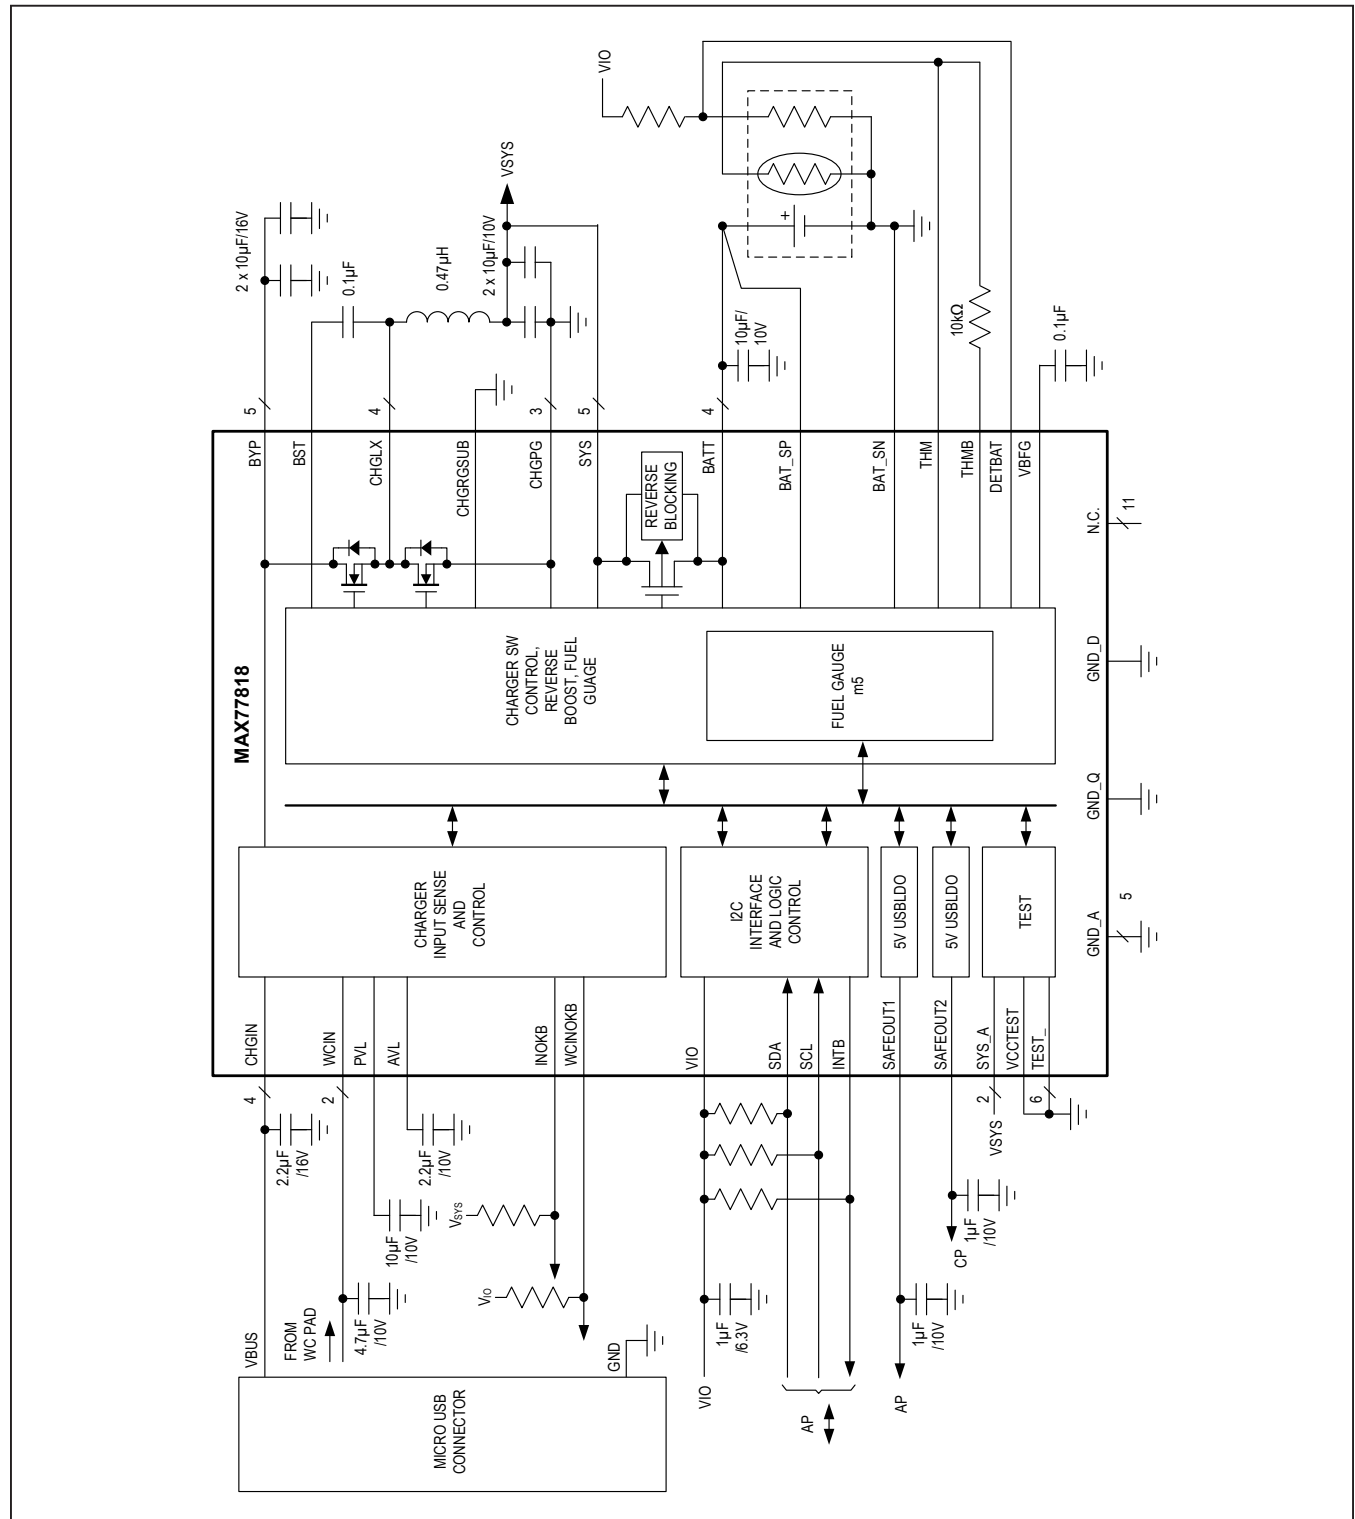 MAX77818
MICRO USB
CONNECTOR
VBUS
GND
FROM
WC PAD
4.7µF
/10V
10µF
/10V
2.2µF
/16V
2.2µF
/10V
VSYS
VIO
4
2
CHGIN
WCIN
PVL
AVL
INOKB
WCINOKB
CHARGER
INPUT SENSE
AND
CONTROL
VIO
1µF
/6.3V
AP
VIO
SDA
SCL
INTB
I2C
INTERFACE
AND LOGIC
CONTROL
AP
1µF
/10V
SAFEOUT1
5V USBLDO
CP
1µF
/10V
SAFEOUT2
5V USBLDO
VSYS
2
6
SYS_A
VCCTEST
TEST_
TEST
GND_A
5
GND_Q
GND_D
N.C.
11
CHARGER SW
CONTROL,
REVERSE
BOOST, FUEL
GUAGE
FUEL GAUGE
m5
REVERSE
BLOCKING
BYP
BST
CHGLX
CHGRGSUB
CHGPG
SYS
BATT
BAT_SP
BAT_SN
THM
THMB
DETBAT
VBFG
5
4
3
5
4
2 x 10µF/16V
0.1µF
0.47µH
2 x 10µF/10V
VSYS
10µF/
10V
+
VIO
10kΩ
0.1µF